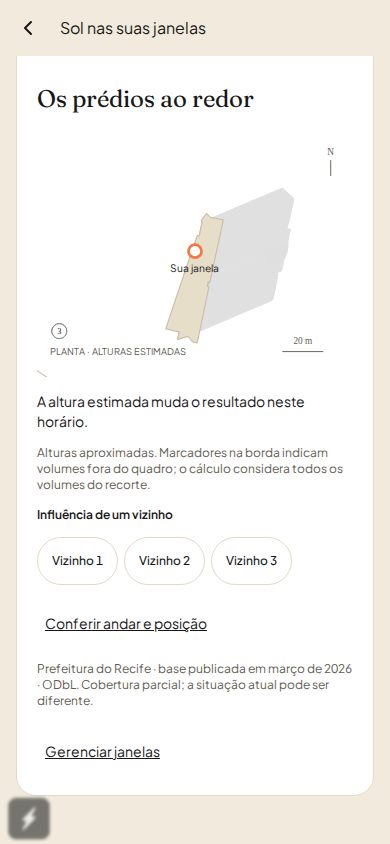 Sol nas suas janelas
Os prédios ao redor
N
Sua janela
3
PLANTA · ALTURAS ESTIMADAS
20 m
A altura estimada muda o resultado neste
horário.
Alturas aproximadas. Marcadores na borda indicam
volumes fora do quadro; o cálculo considera todos os
volumes do recorte.
Influência de um vizinho
Vizinho 1
Vizinho 2
Vizinho 3
Conferir andar e posição
Prefeitura do Recife · base publicada em março de 2026
· ODbL. Cobertura parcial; a situação atual pode ser
diferente.
Gerenciar janelas